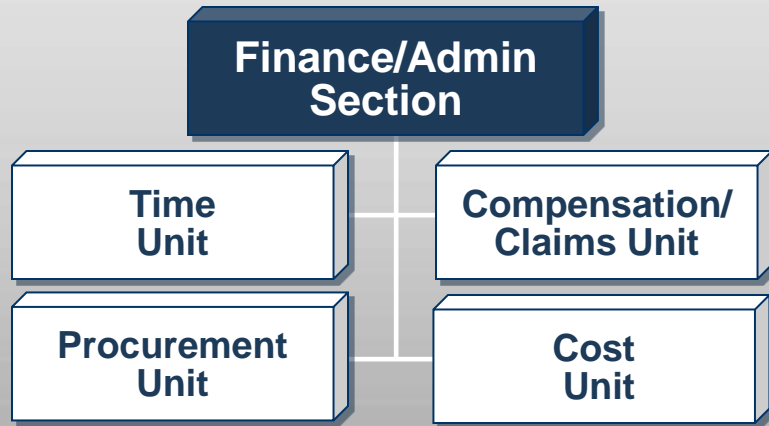 Finance/Admin
Section
Time
Unit
Compensation/
Claims Unit
Procurement
Unit
Cost
Unit